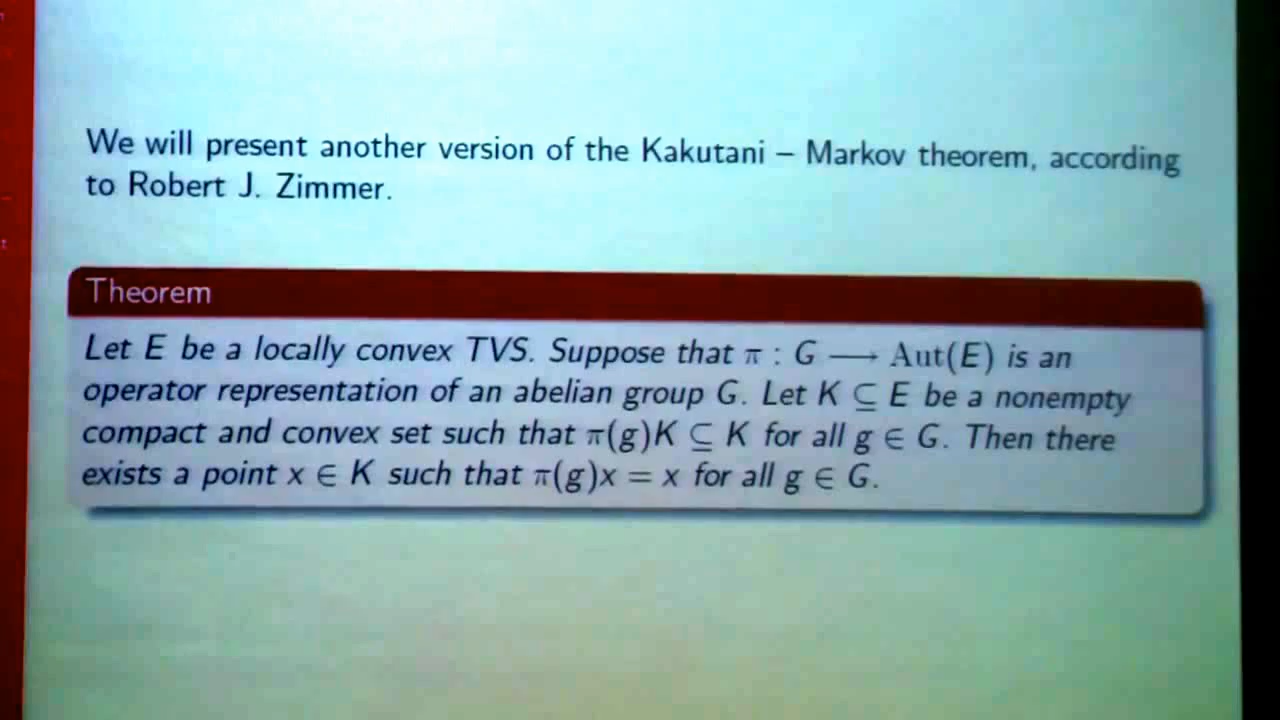 We will present another version of the Kakutani – Markov theorem, according
to Robert J. Zimmer.
Theorem
Let E be a locally convex TVS. Suppose that π : G ⟶ Aut(E) is an
operator representation of an abelian group G. Let K ⊆ E be a nonempty
compact and convex set such that π(g)K ⊆ K for all g ∈ G. Then there
exists a point x ∈ K such that π(g)x = x for all g ∈ G.